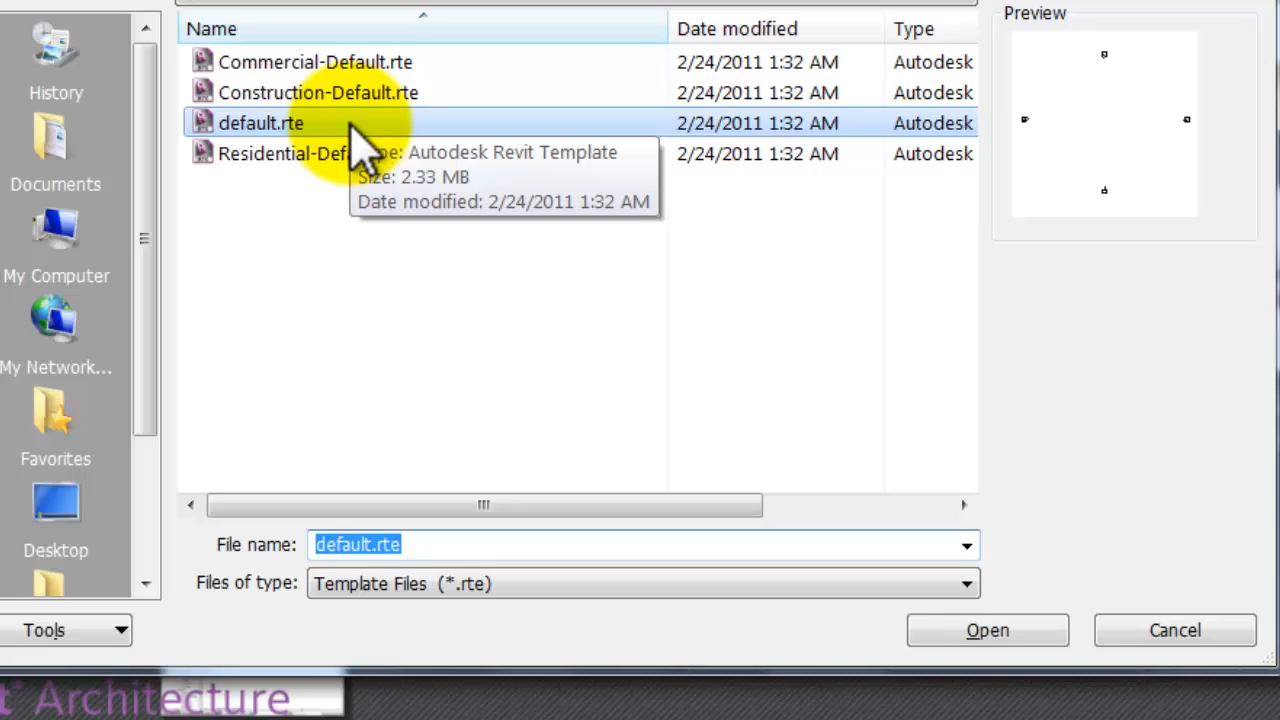 Name Date modified Type
Commercial-Default.rte 2/24/2011 1:32 AM Autodesk
Construction-Default.rte 2/24/2011 1:32 AM Autodesk
default.rte 2/24/2011 1:32 AM Autodesk
Residential-Def 2/24/2011 1:32 AM Autodesk
pe: Autodesk Revit Template
Size: 2.33 MB
Date modified: 2/24/2011 1:32 AM
Preview
History
Documents
My Computer
My Network...
Favorites
Desktop
File name: default.rte
Files of type: Template Files (*.rte)
Tools
Open
Cancel
t Architecture